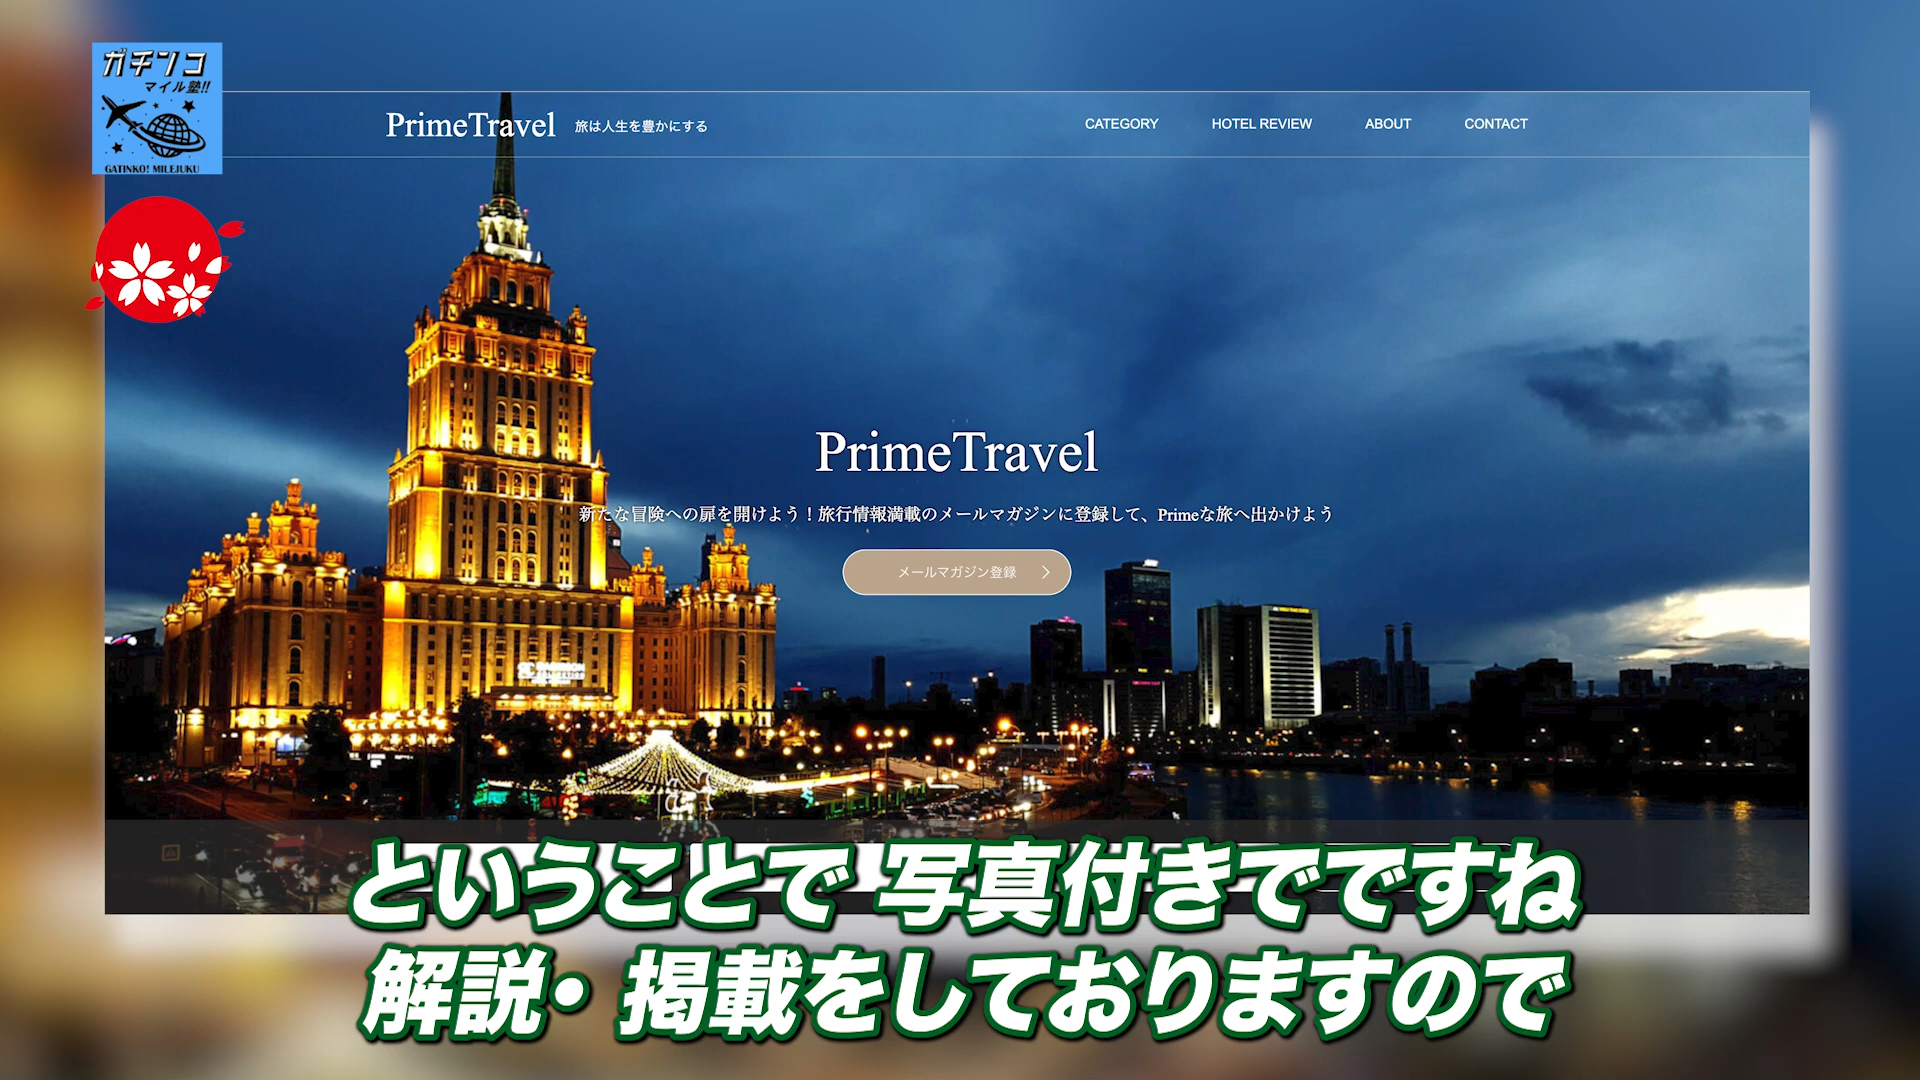 ガチンコ
マイル塾!!
GATINKO! MILEJUKU
PrimeTravel 旅は人生を豊かにする
CATEGORY HOTEL REVIEW ABOUT CONTACT
PrimeTravel
新たな冒険への扉を開けよう！旅行情報満載のメールマガジンに登録して、Primeな旅へ出かけよう
メールマガジン登録
ということで 写真付きでですね
解説・掲載をしておりますので